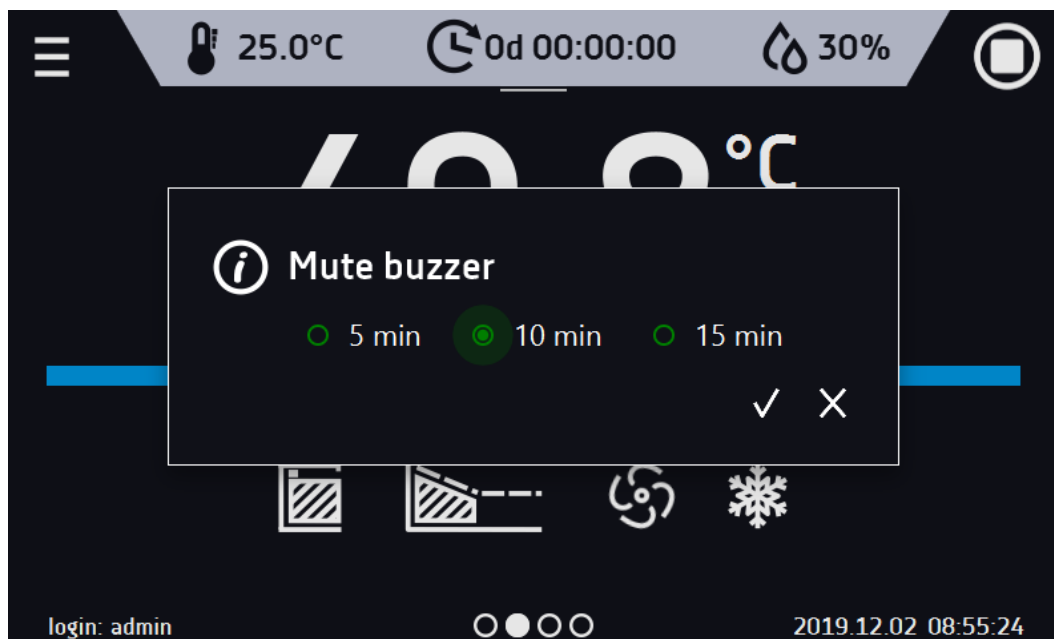 25.0°C 0d 00:00:00 30%
°C
Mute buzzer
5 min 10 min 15 min
login: admin 2019.12.02 08:55:24